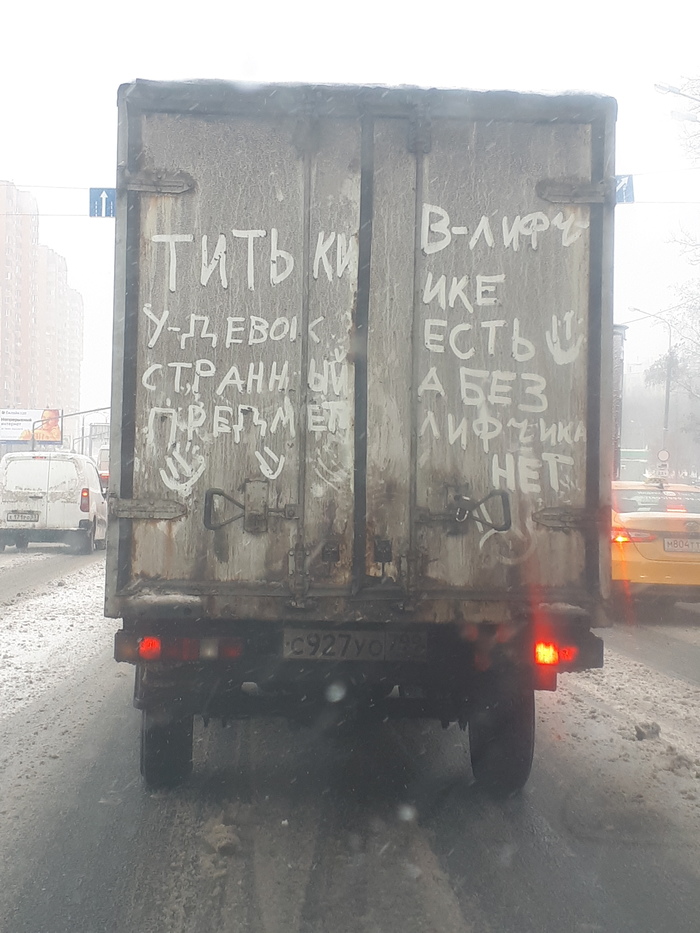 ТИТЬКИ
У-ДЕВОК
СТРАННЫЙ
ПРЕДМЕТ
В-ЛИФЧ
ИКЕ
ЕСТЬ
А БЕЗ
ЛИФЧИКА
НЕТ
С927УО